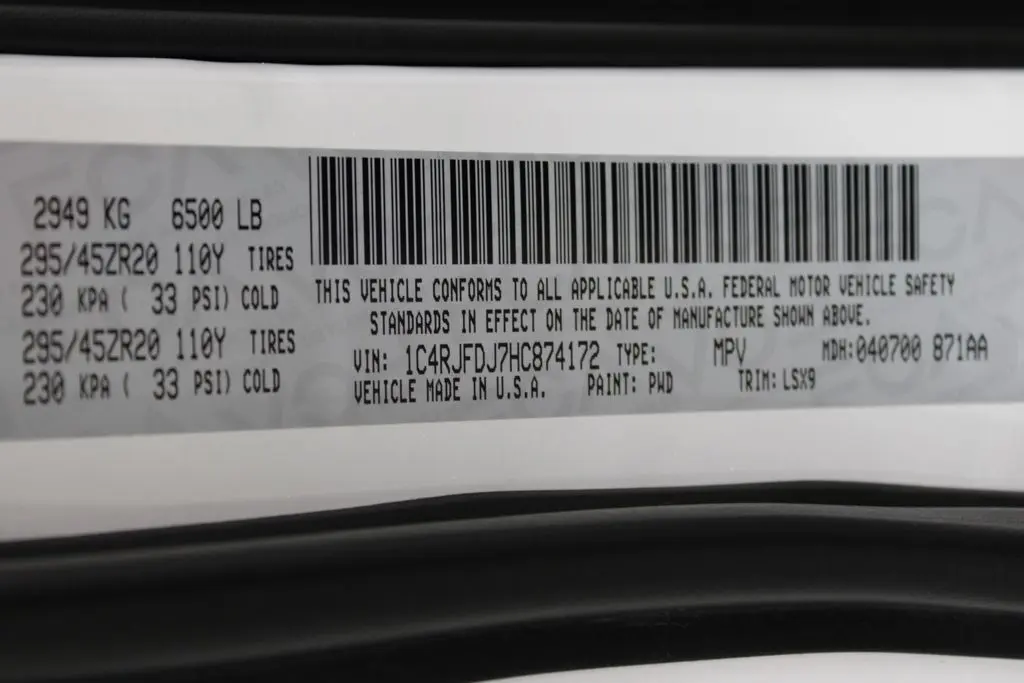 2949 KG 6500 LB
295/45ZR20 110Y TIRES
230 KPA ( 33 PSI) COLD
295/45ZR20 110Y TIRES
230 KPA ( 33 PSI) COLD
THIS VEHICLE CONFORMS TO ALL APPLICABLE U.S.A. FEDERAL MOTOR VEHICLE SAFETY
STANDARDS IN EFFECT ON THE DATE OF MANUFACTURE SHOWN ABOVE.
VIN: 1C4RJFDJ7HC874172 TYPE: MPV MDH:040700 871AA
VEHICLE MADE IN U.S.A. PAINT: PWD TRIM: LSX9